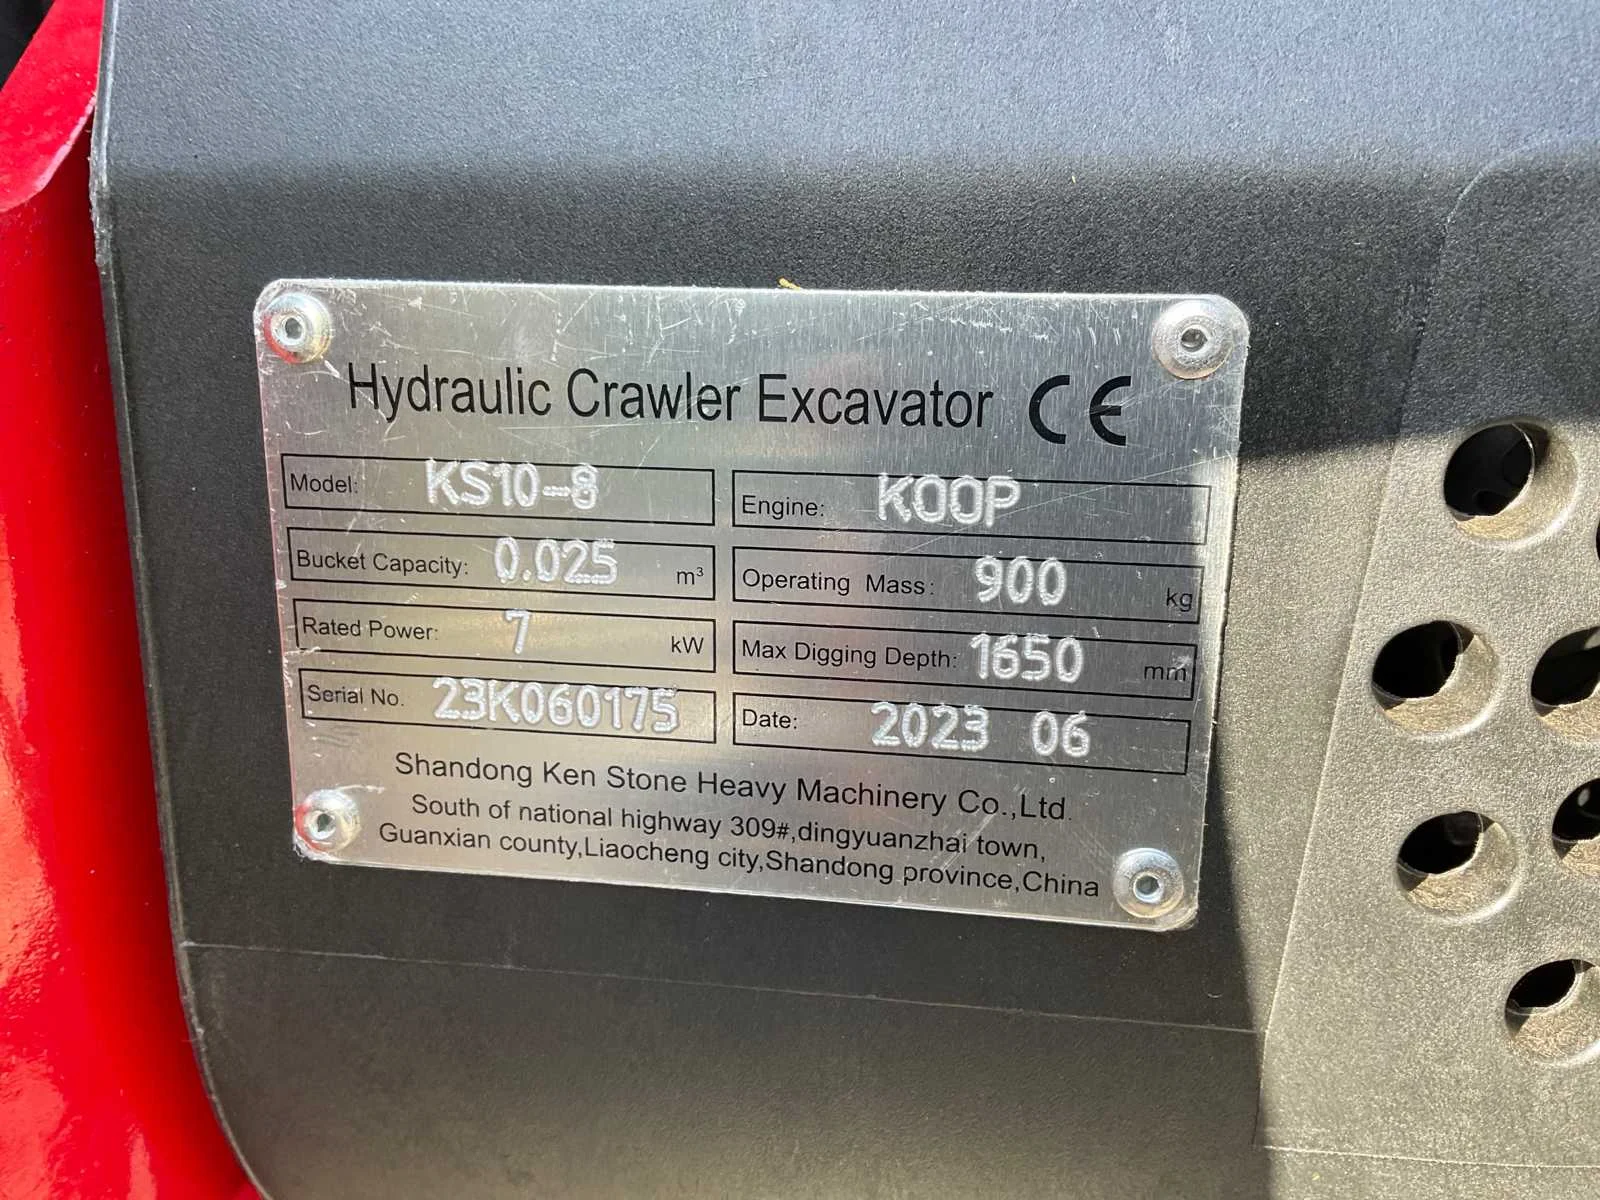 Hydraulic Crawler Excavator CE
Model: KS10-8
Engine: KOOP
Bucket Capacity: 0.025 m³
Operating Mass: 900 kg
Rated Power: 7 kW
Max Digging Depth: 1650 mm
Serial No. 23K060175
Date: 2023 06
Shandong Ken Stone Heavy Machinery Co.,Ltd.
South of national highway 309#,dingyuanzhai town,
Guanxian county,Liaocheng city,Shandong province,China